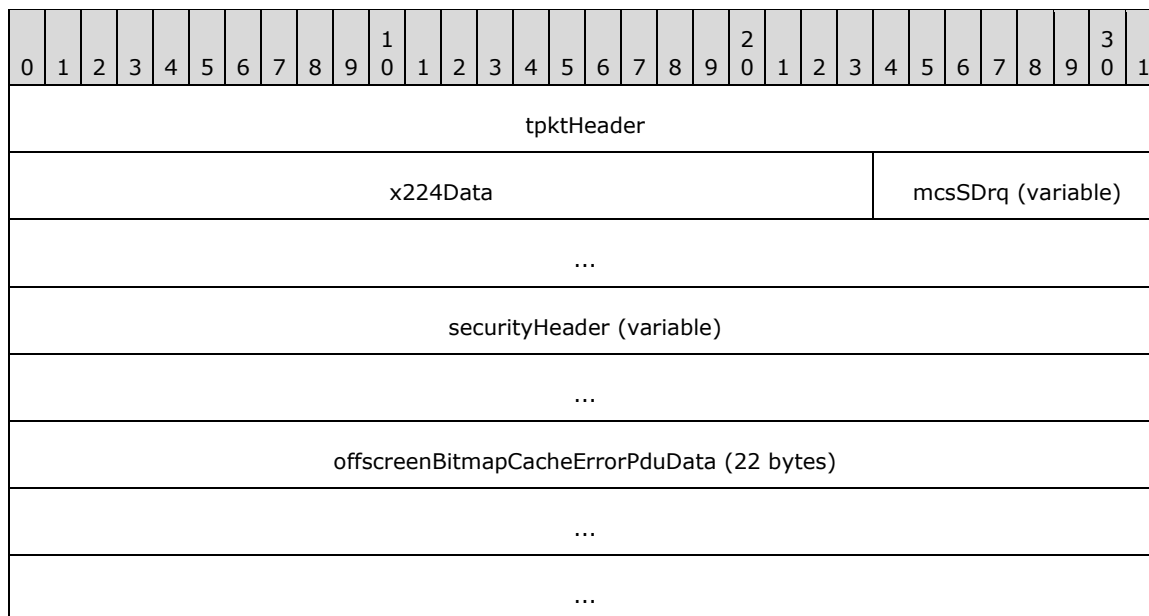 1 2 3
0 1 2 3 4 5 6 7 8 9 0 1 2 3 4 5 6 7 8 9 0 1 2 3 4 5 6 7 8 9 0 1
tpktHeader
x224Data mcsSDrq (variable)
...
securityHeader (variable)
...
offscreenBitmapCacheErrorPduData (22 bytes)
...
...